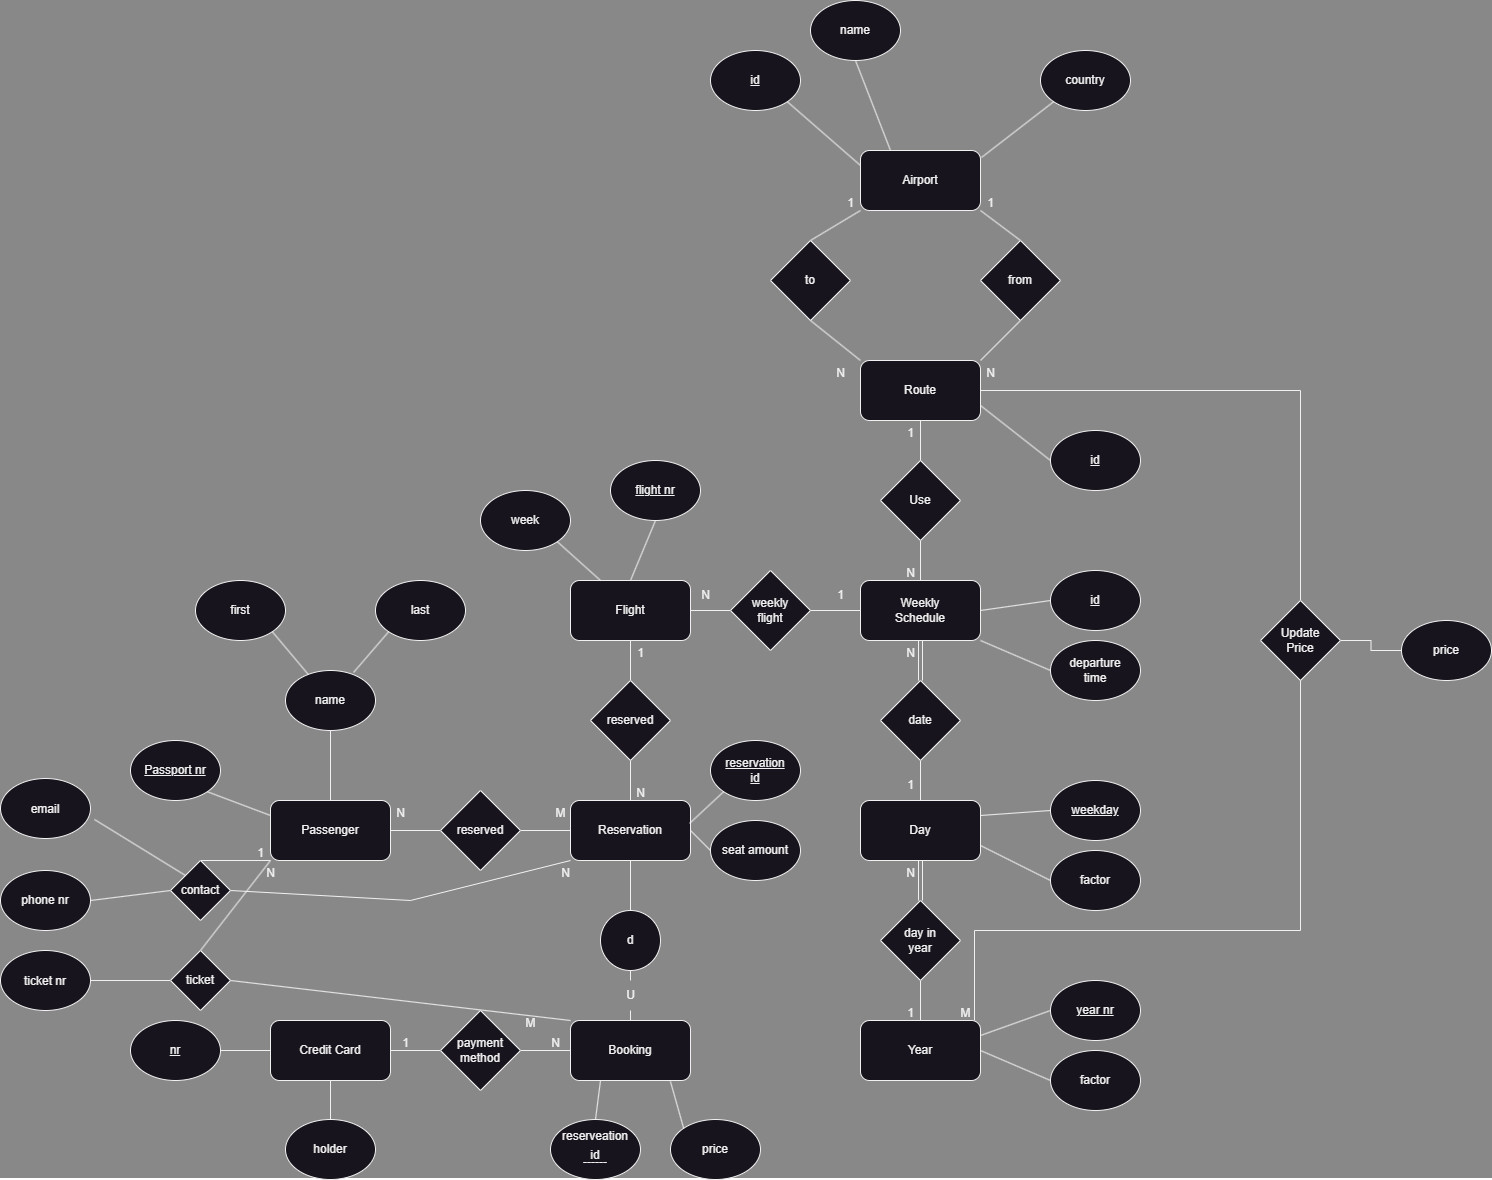 name
id
country
Airport
1
1
to
from
N
N
Route
1
id
flight nr
week
Use
N
first
last
Flight
N
weekly
flight
1
Weekly
Schedule
id
1
N
departure
time
Update
Price
price
name
reserved
date
Passport nr
reservation
id
1
N
email
Passenger
N
reserved
M
Reservation
seat amount
Day
weekday
1
N
N
N
factor
contact
phone nr
d
day in
year
ticket nr
ticket
U
1
M
year nr
M
nr
Credit Card
1
payment
method
N
Booking
Year
factor
holder
reserveation
id
price